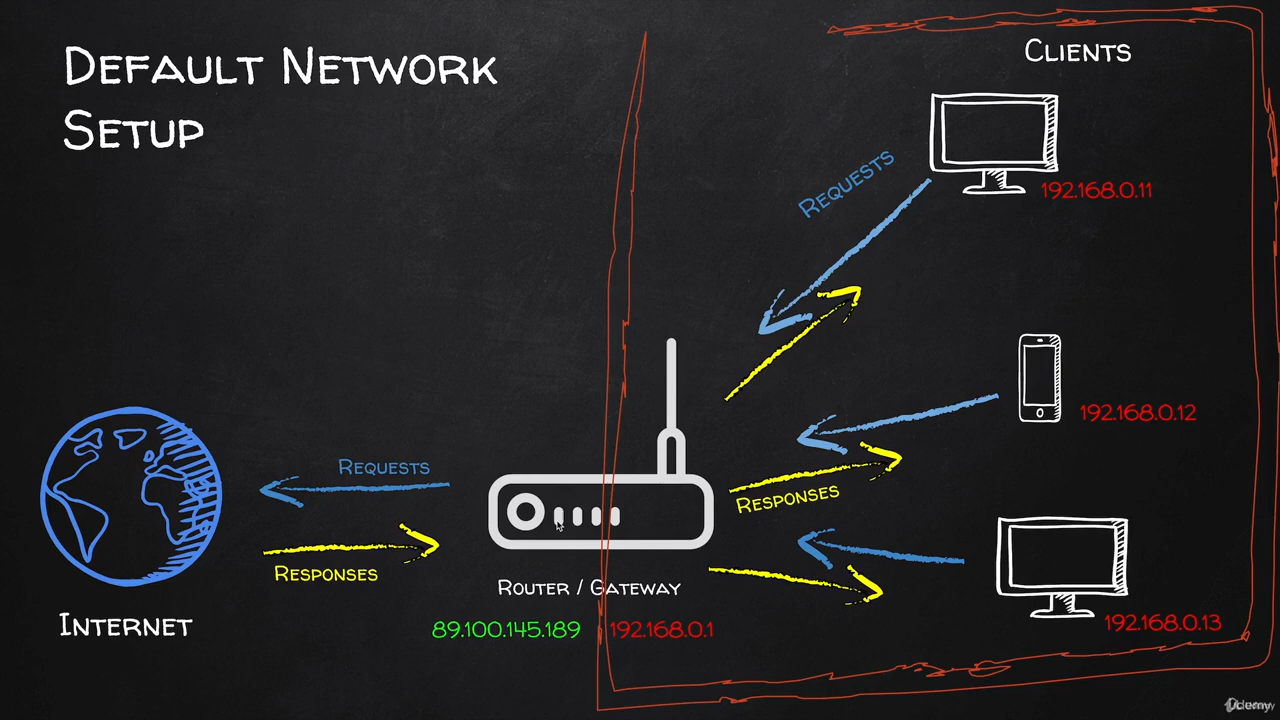 Default Network
Setup
Clients
Requests
192.168.0.11
192.168.0.12
Requests
Responses
Responses
Router / Gateway
Internet
89.100.145.189
192.168.0.1
192.168.0.13
Udemy